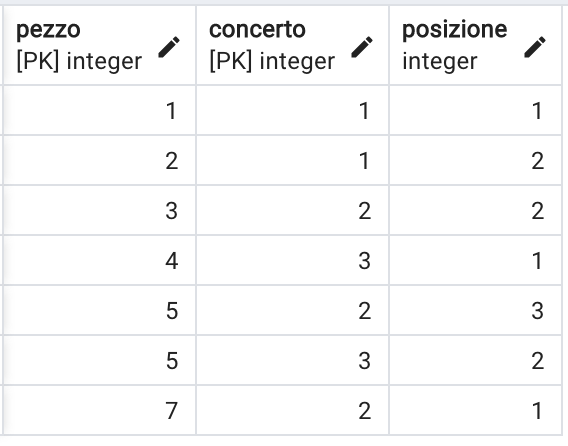 pezzo concerto posizione
[PK] integer [PK] integer integer
1 1 1
2 1 2
3 2 2
4 3 1
5 2 3
5 3 2
7 2 1